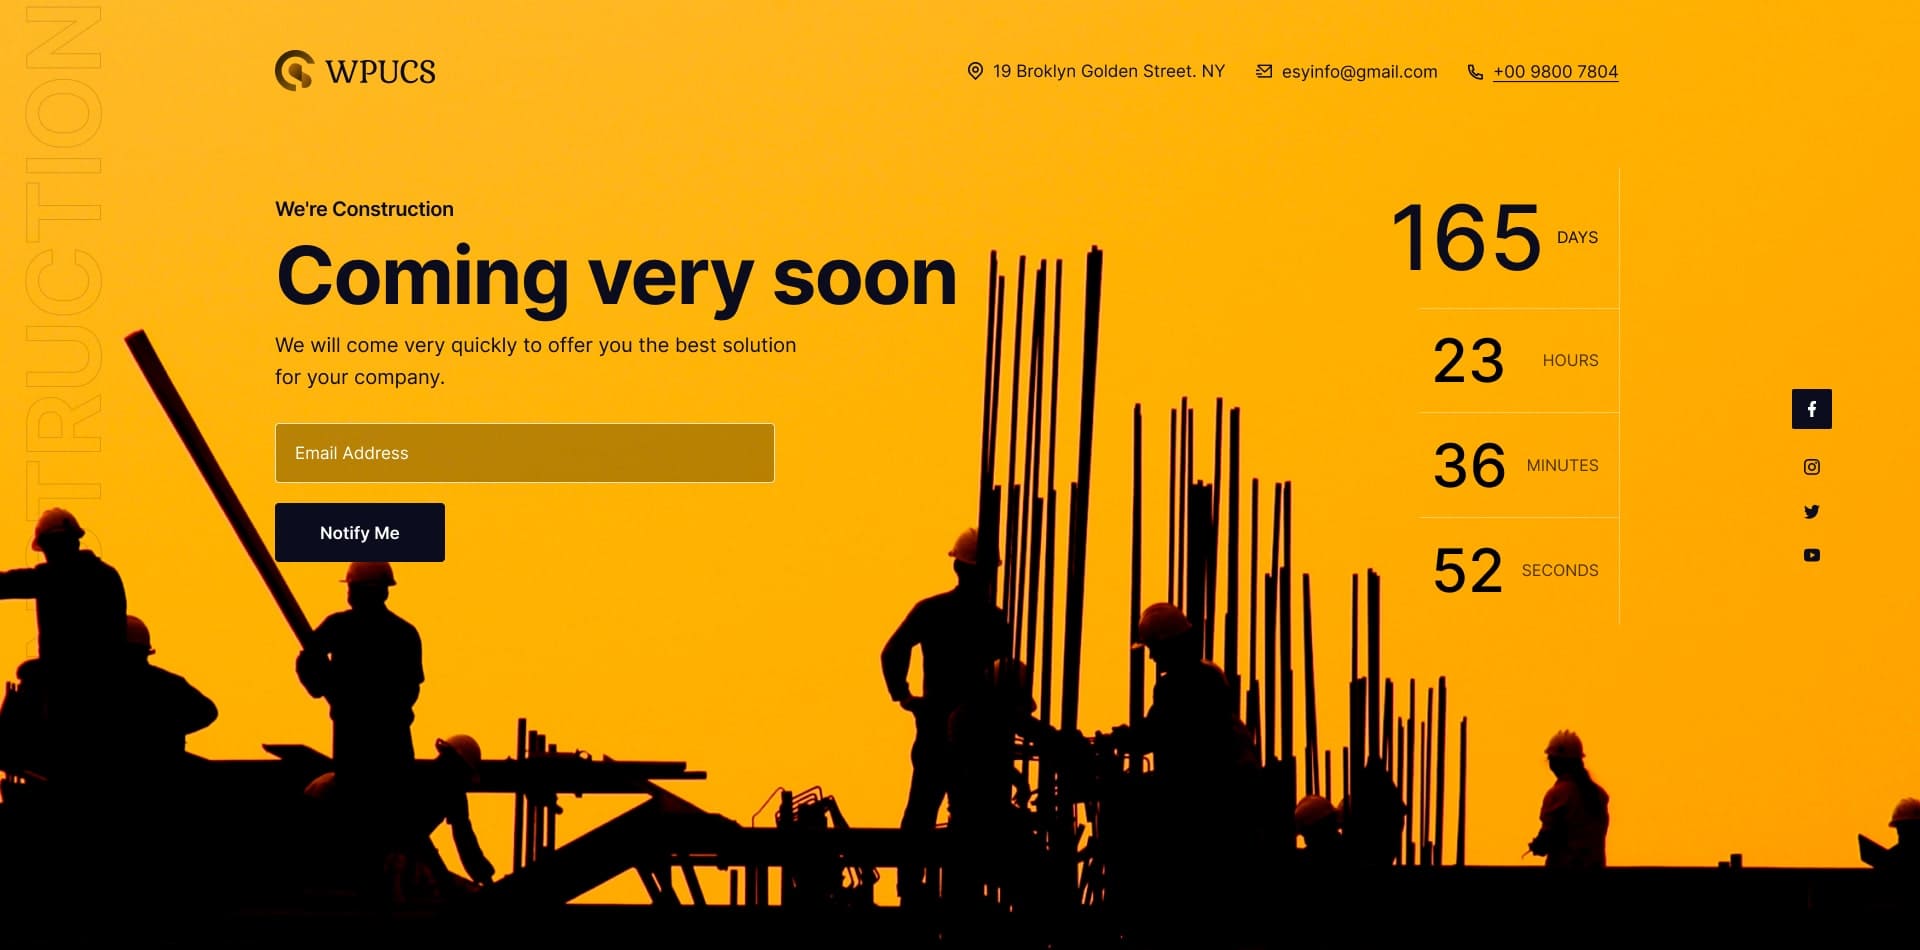 WPUCS
19 Broklyn Golden Street. NY
esyinfo@gmail.com
+00 9800 7804
We're Construction
Coming very soon
We will come very quickly to offer you the best solution
for your company.
Email Address
Notify Me
165 DAYS
23 HOURS
36 MINUTES
52 SECONDS